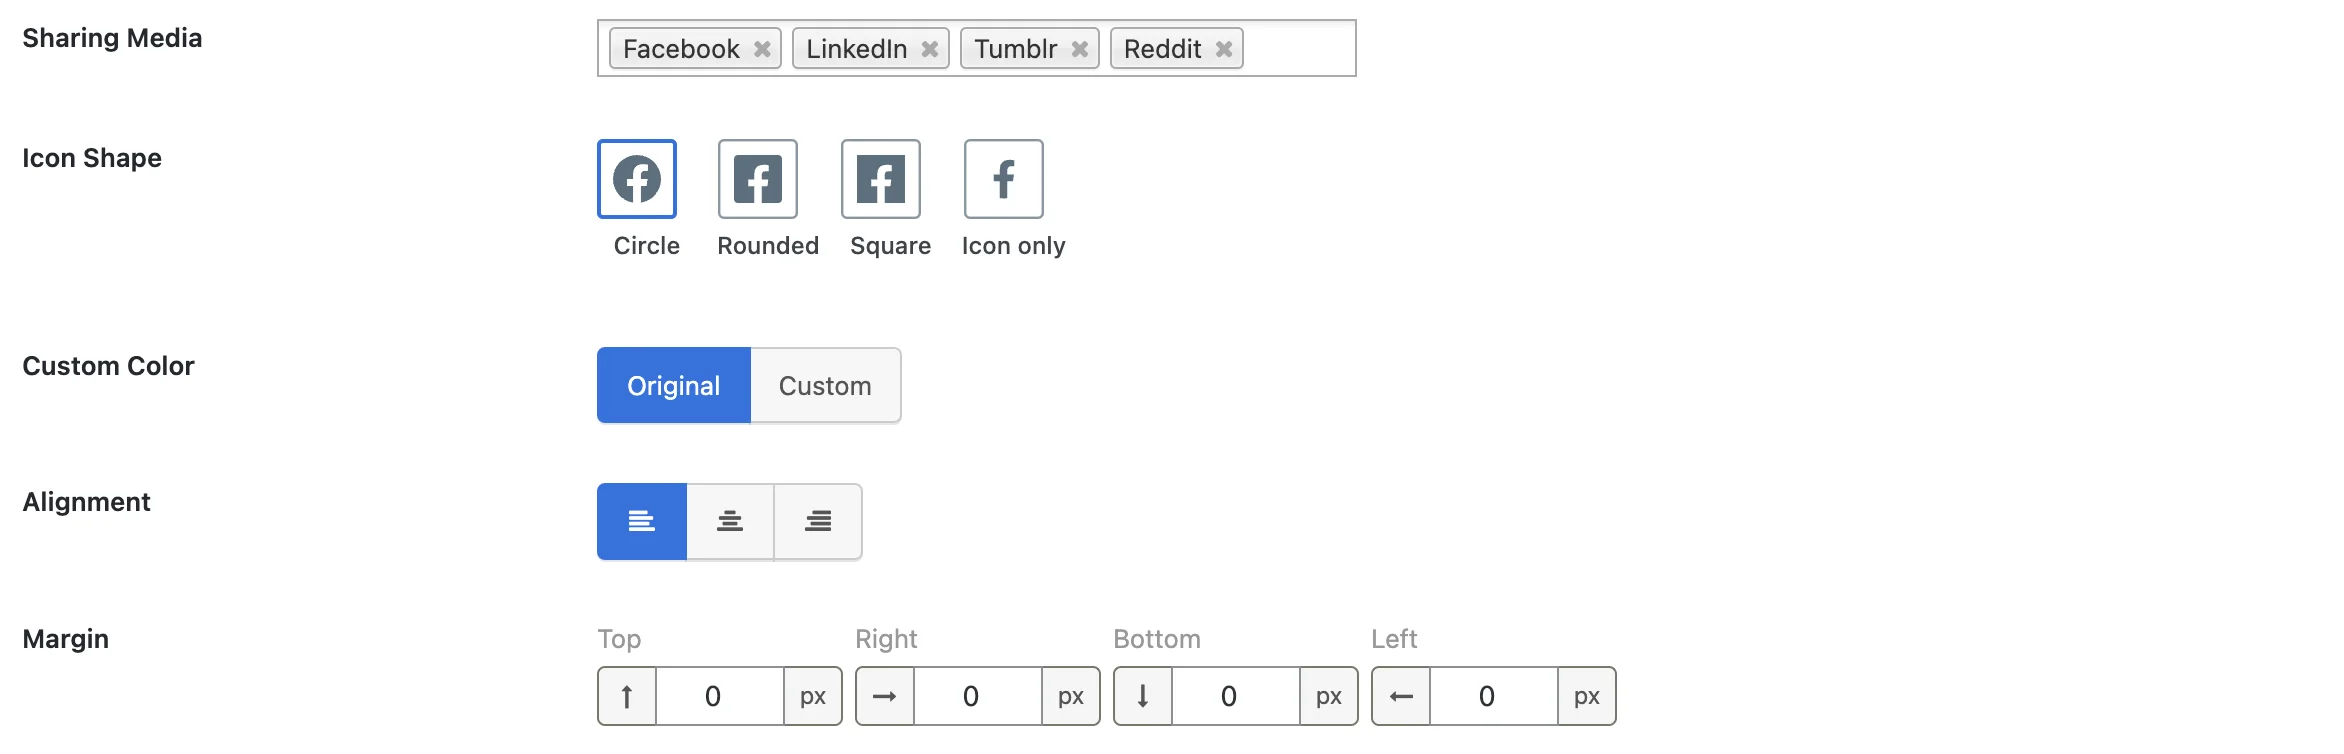 Sharing Media
Facebook LinkedIn Tumblr Reddit
Icon Shape
Circle Rounded Square Icon only
Custom Color
Original Custom
Alignment
Margin
Top Right Bottom Left
0 px 0 px 0 px 0 px